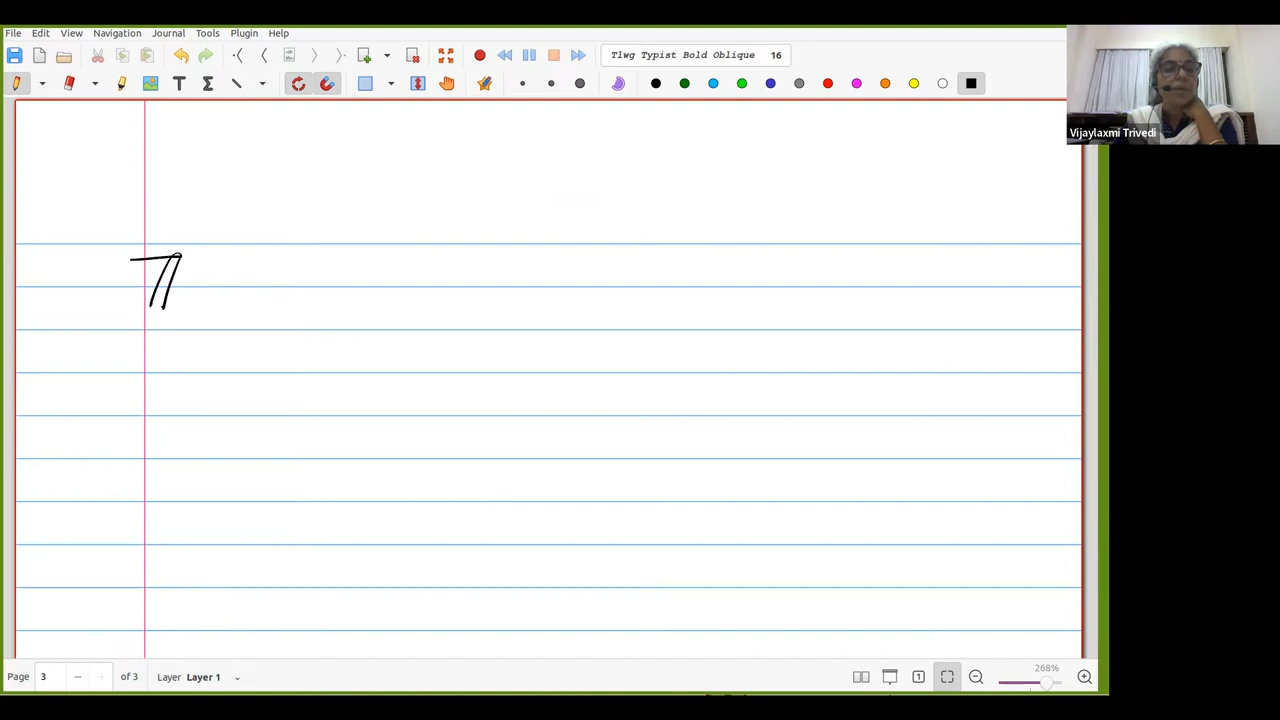 File Edit View Navigation Journal Tools Plugin Help
Tlwg Typist Bold Oblique 16
Vijaylaxmi Trivedi
Page 3 of 3 Layer Layer 1
268%